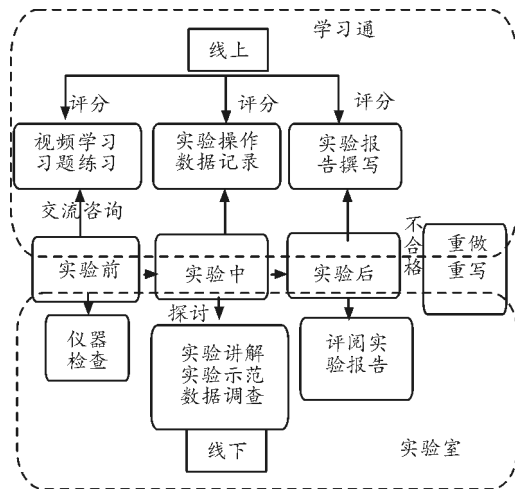 学习通
线上
评分
评分
评分
视频学习
习题练习
实验操作
数据记录
实验报
告撰写
交流咨询
不合格
重做
重写
实验前
实验中
实验后
探讨
仪器
检查
实验讲解
实验示范
数据调查
评阅实
验报告
线下
实验室